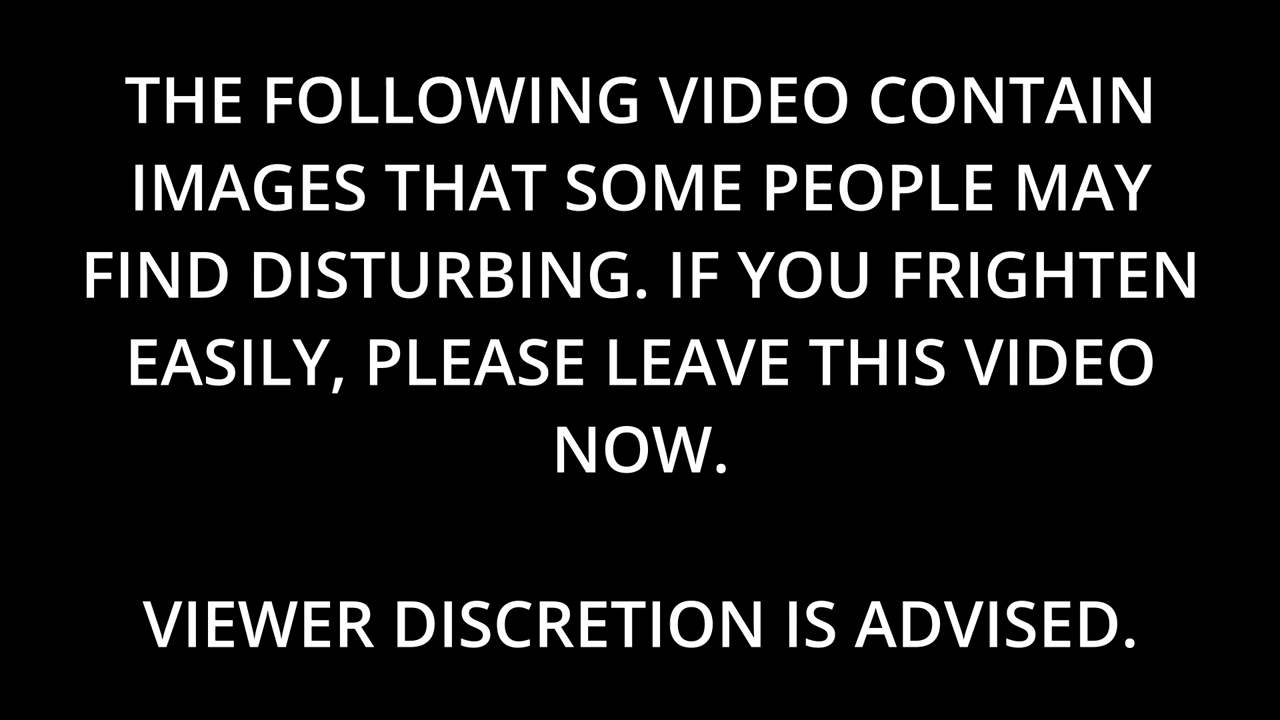 THE FOLLOWING VIDEO CONTAIN
IMAGES THAT SOME PEOPLE MAY
FIND DISTURBING. IF YOU FRIGHTEN
EASILY, PLEASE LEAVE THIS VIDEO
NOW.
VIEWER DISCRETION IS ADVISED.